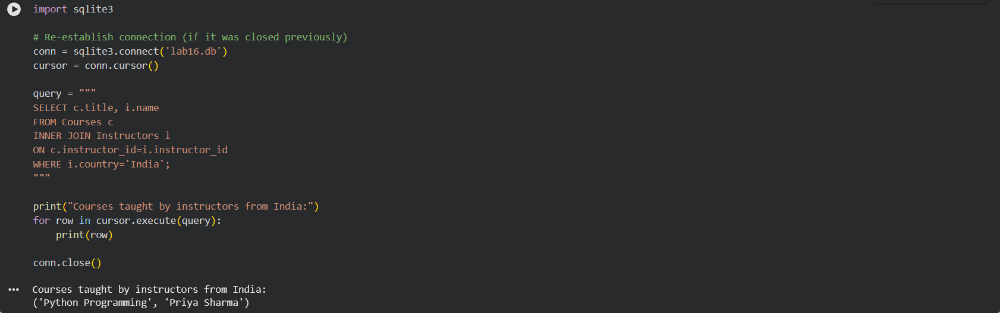 import sqlite3
# Re-establish connection (if it was closed previously)
conn = sqlite3.connect('lab16.db')
cursor = conn.cursor()
query = """
SELECT c.title, i.name
FROM Courses c
INNER JOIN Instructors i
ON c.instructor_id=i.instructor_id
WHERE i.country='India';
"""
print("Courses taught by instructors from India:")
for row in cursor.execute(query):
    print(row)
conn.close()
Courses taught by instructors from India:
('Python Programming', 'Priya Sharma')